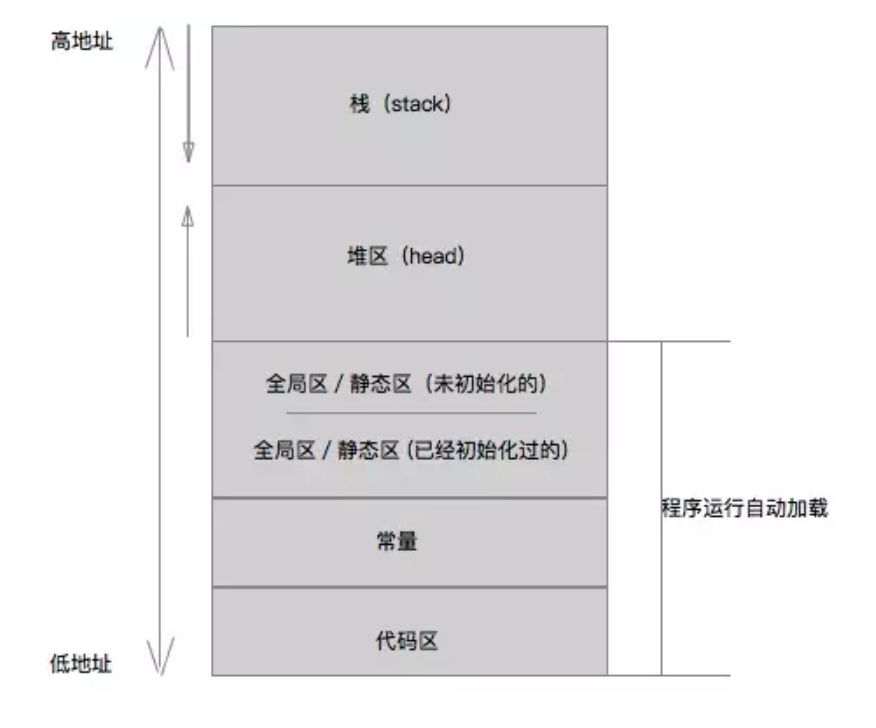 高地址
栈（stack）
堆区（head）
全局区 / 静态区（未初始化的）
全局区 / 静态区 (已经初始化过的)
程序运行自动加载
常量
代码区
低地址